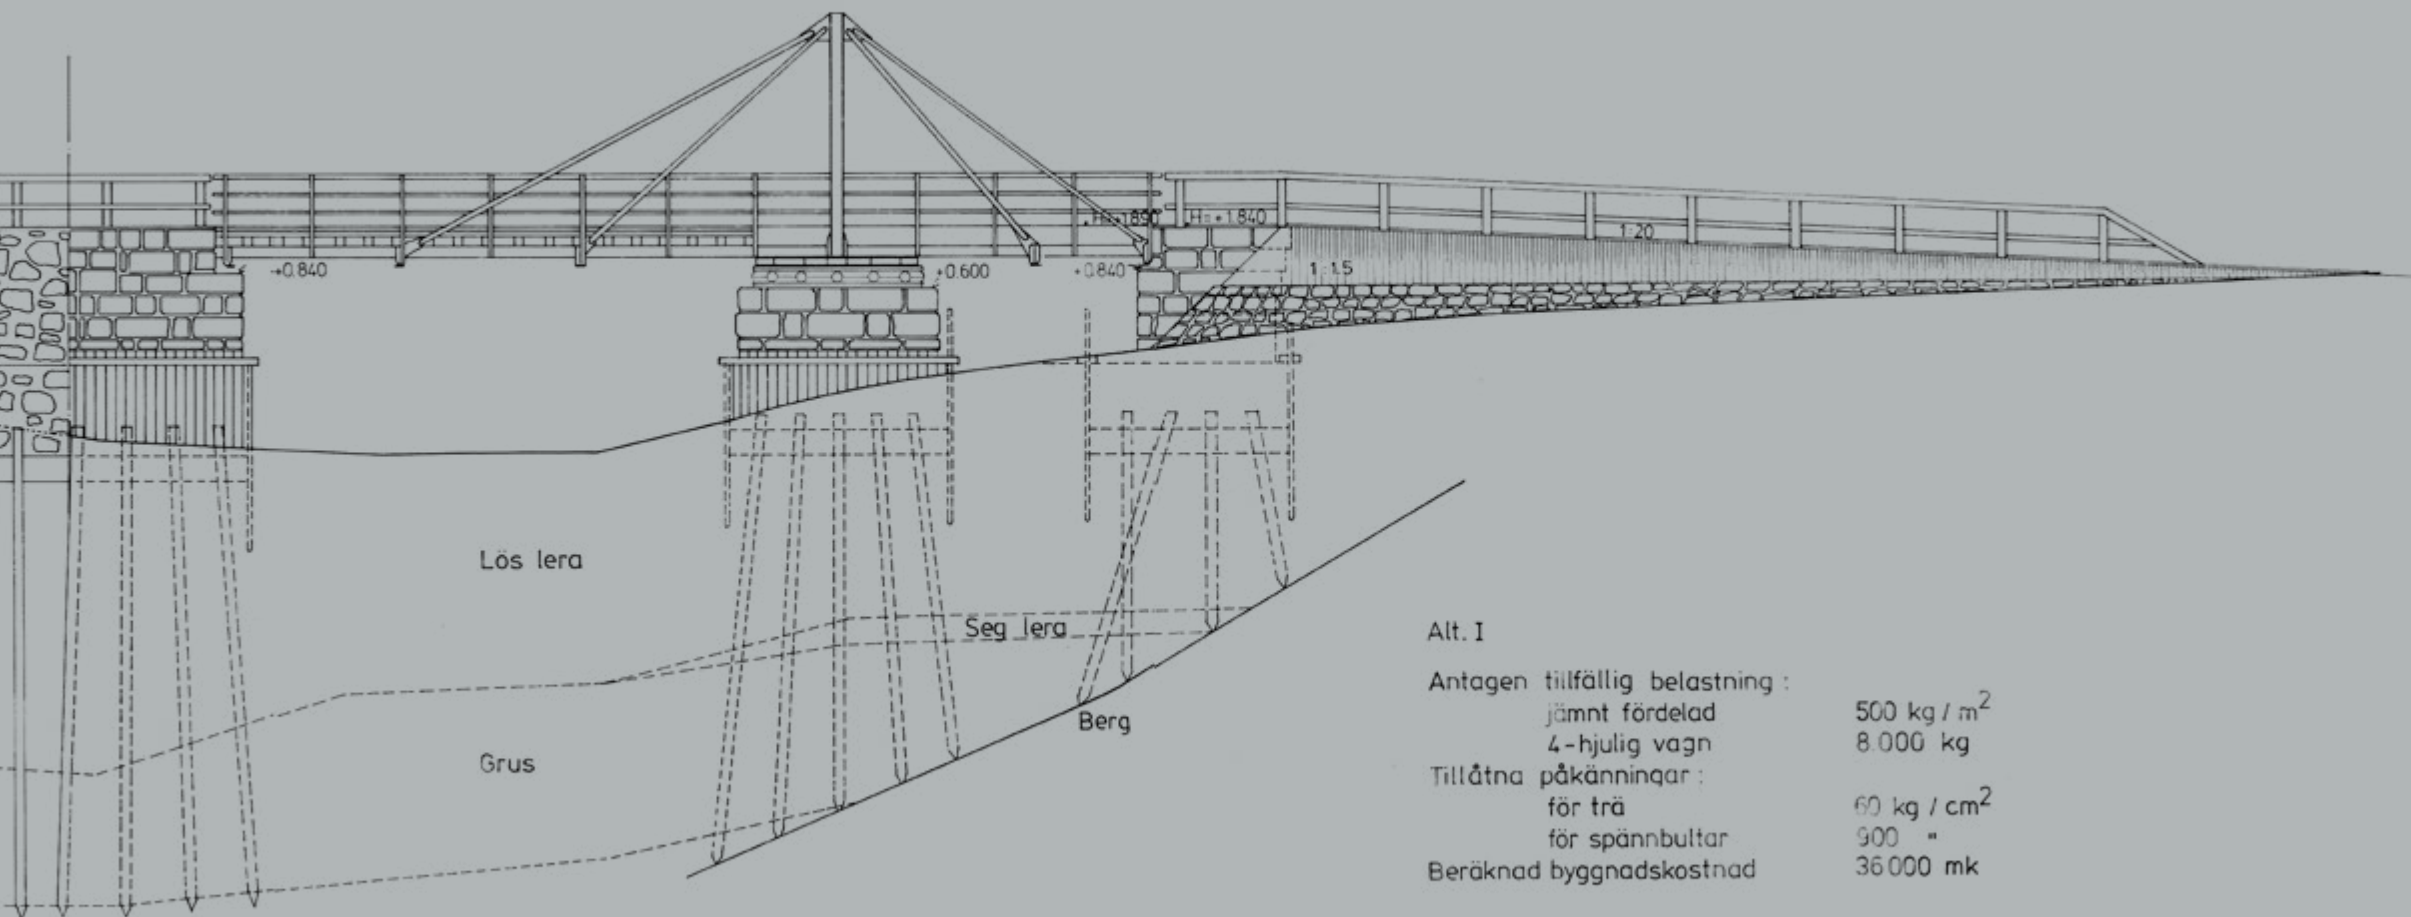 H=+1.890 H=+1.840
1:20
+0.840
+0.600
+0.840
1:1.5
Lös lera
Seg lera
Berg
Grus
Alt. I
Antagen tillfällig belastning :
jämnt fördelad 500 kg / m²
4-hjulig vagn 8.000 kg
Tillåtna påkänningar :
för trä 60 kg / cm²
för spännbultar 900 "
Beräknad byggnadskostnad 36000 mk